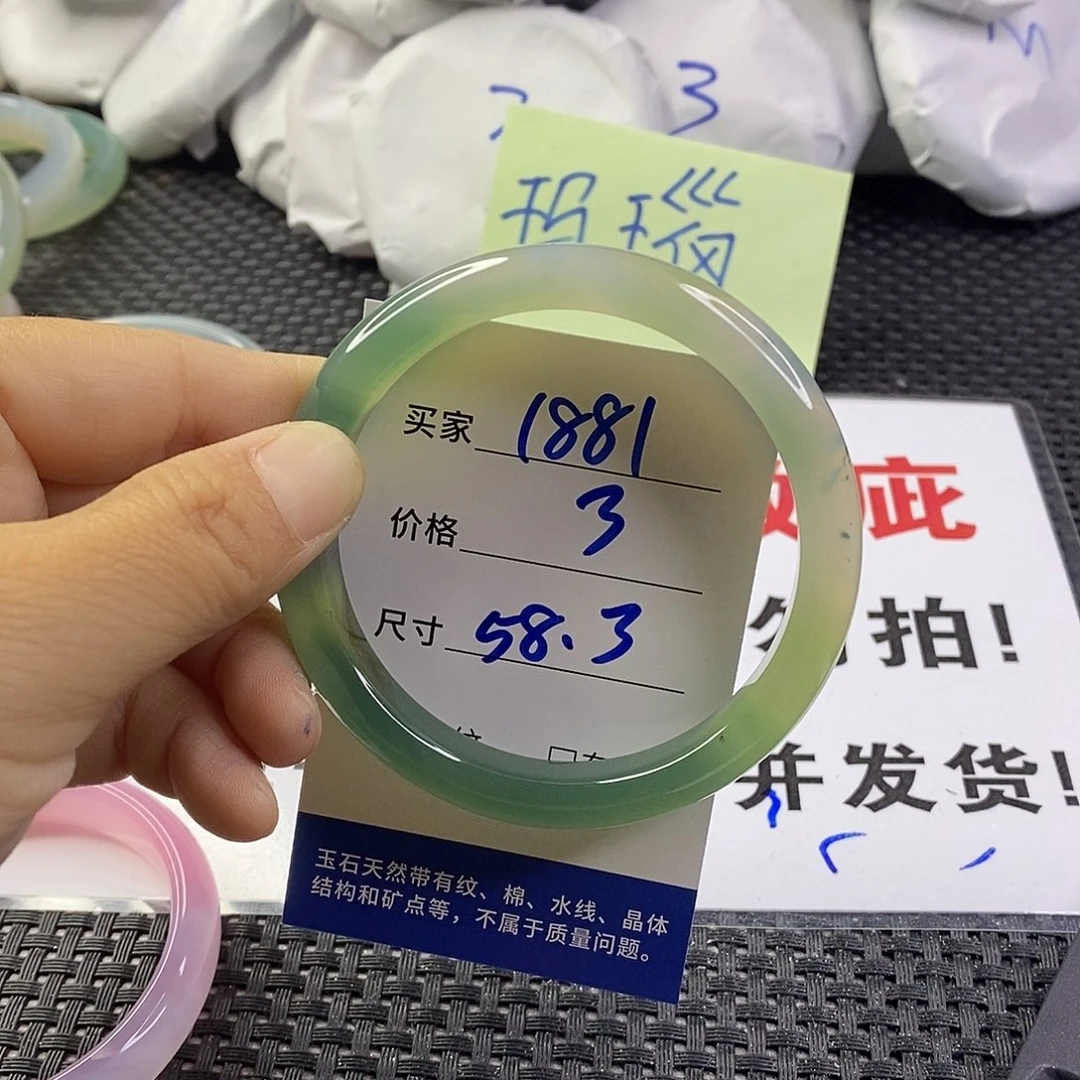 3
玛瑙
买家 1881
价格 3
尺寸 58.3
疵
勿拍!
并发货!
玉石天然带有纹、棉、水线、晶体
结构和矿点等，不属于质量问题。